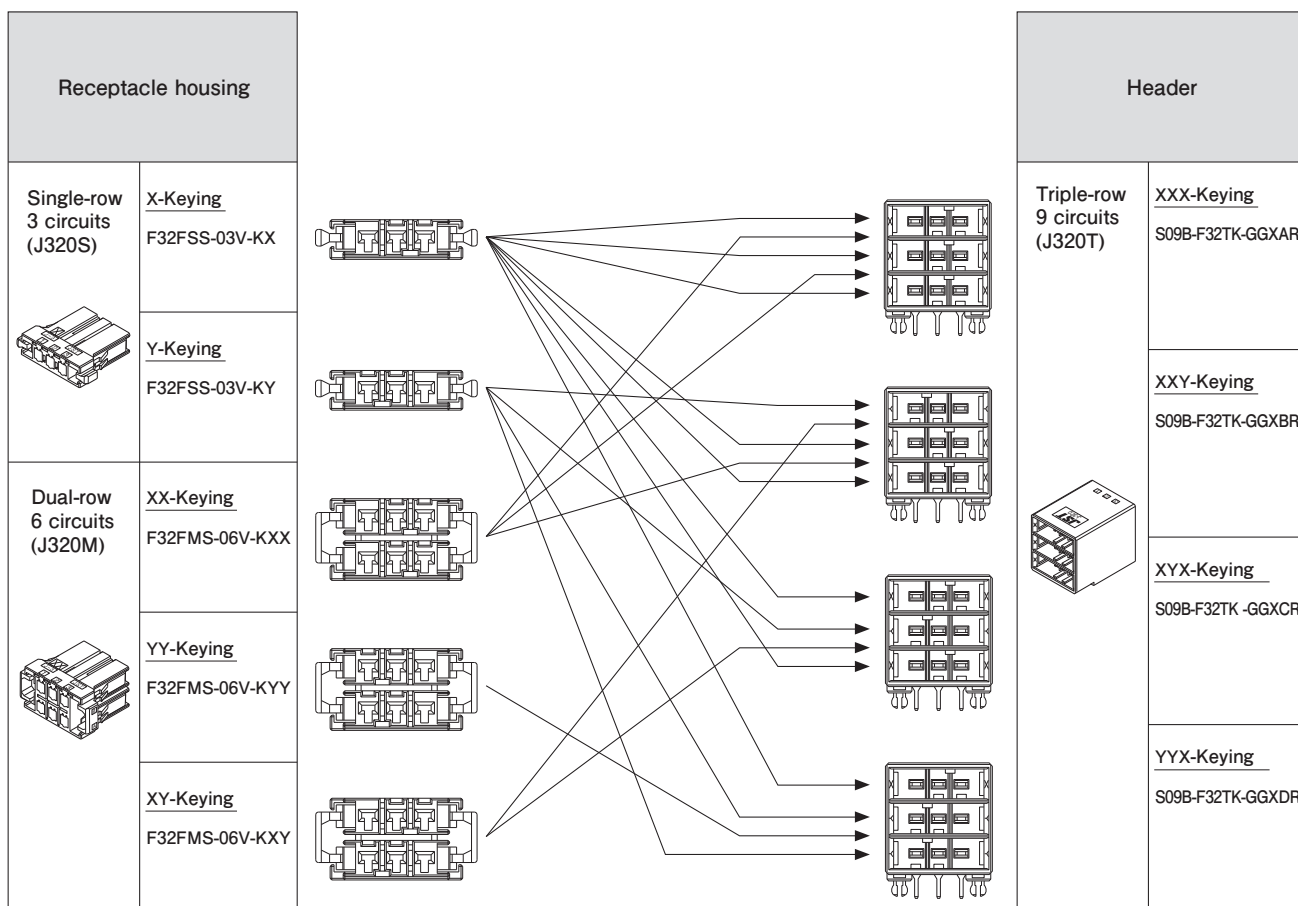 Receptacle housing
Header
Single-row
3 circuits
(J320S)
X-Keying
F32FSS-03V-KX
Y-Keying
F32FSS-03V-KY
Dual-row
6 circuits
(J320M)
XX-Keying
F32FMS-06V-KXX
YY-Keying
F32FMS-06V-KYY
XY-Keying
F32FMS-06V-KXY
Triple-row
9 circuits
(J320T)
XXX-Keying
S09B-F32TK-GGXAR
XXY-Keying
S09B-F32TK-GGXBR
XYX-Keying
S09B-F32TK -GGXCR
YYX-Keying
S09B-F32TK-GGXDR
JST